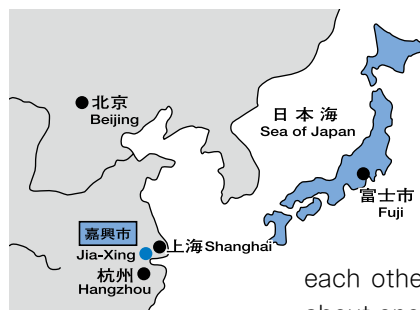 北京
Beijing
日本海
Sea of Japan
富士市
Fuji
嘉興市
Jia-Xing
上海 Shanghai
杭州
Hangzhou
each othe